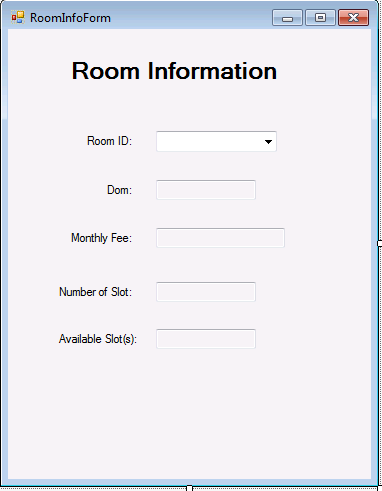 RoomInfoForm
Room Information
Room ID:
Dom:
Monthly Fee:
Number of Slot:
Available Slot(s):